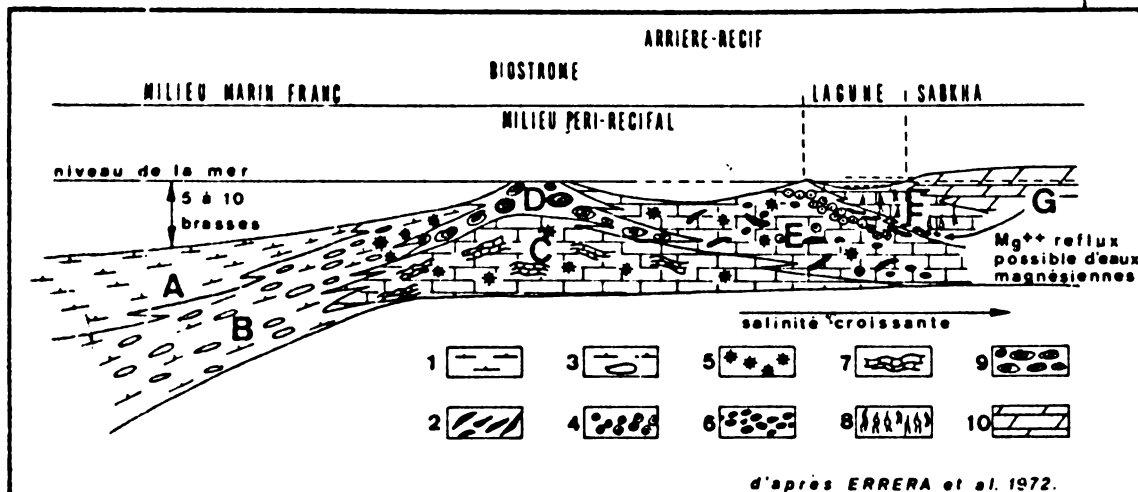 ARRIERE-RECIF
BIOSTROME
MILIEU MARIN FRANÇ
LAGUNE
SABKHA
MILIEU PERI-RECIFAL
niveau de la mer
5 à 10
brasses
D
F
G
A
C
E
B
Mg++ reflux
possible d'eaux
magnésiennes
salinité croissante
1
3
5
7
9
2
4
6
8
10
d'après ERRERA et al. 1972.